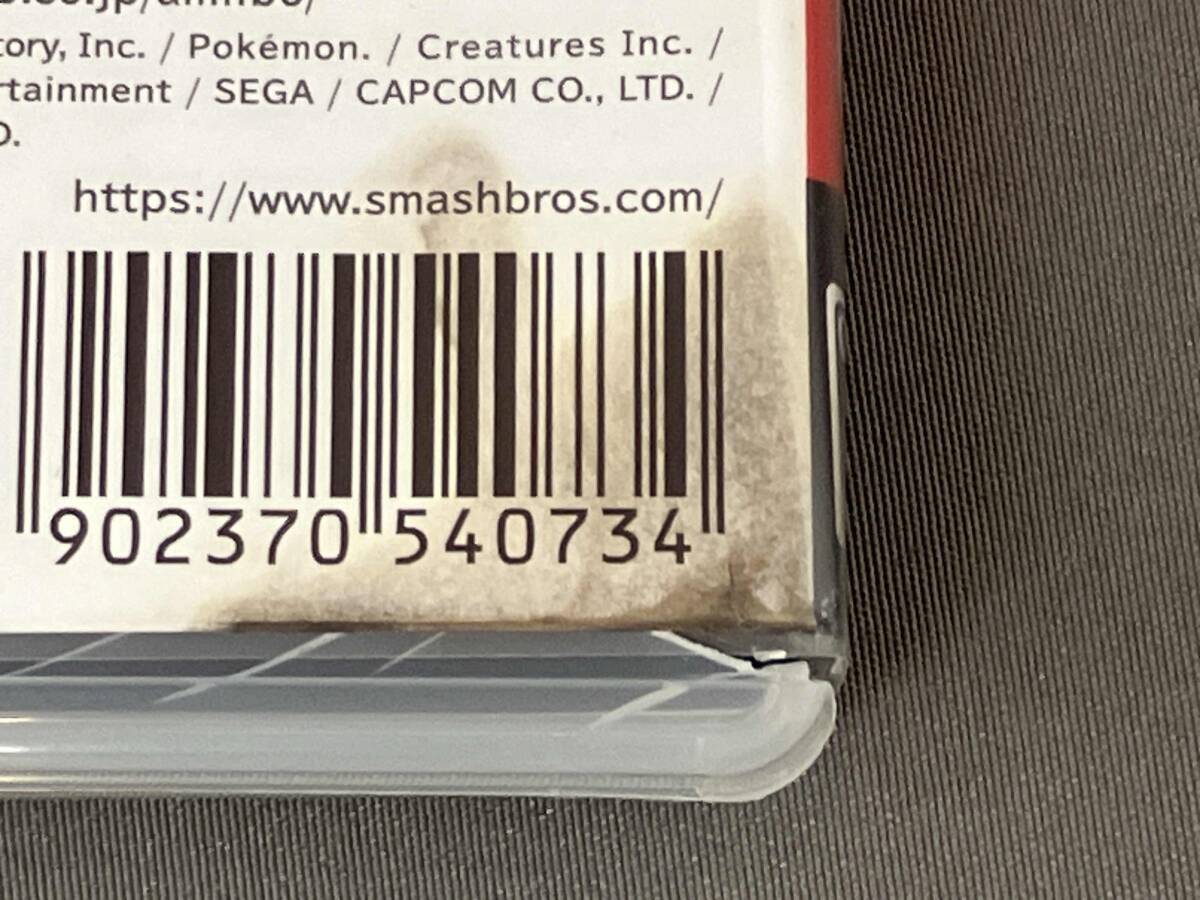 /
tory, Inc. / Pokémon. / Creatures Inc. /
rtainment / SEGA / CAPCOM CO., LTD. /
D.
https://www.smashbros.com/
902370 540734